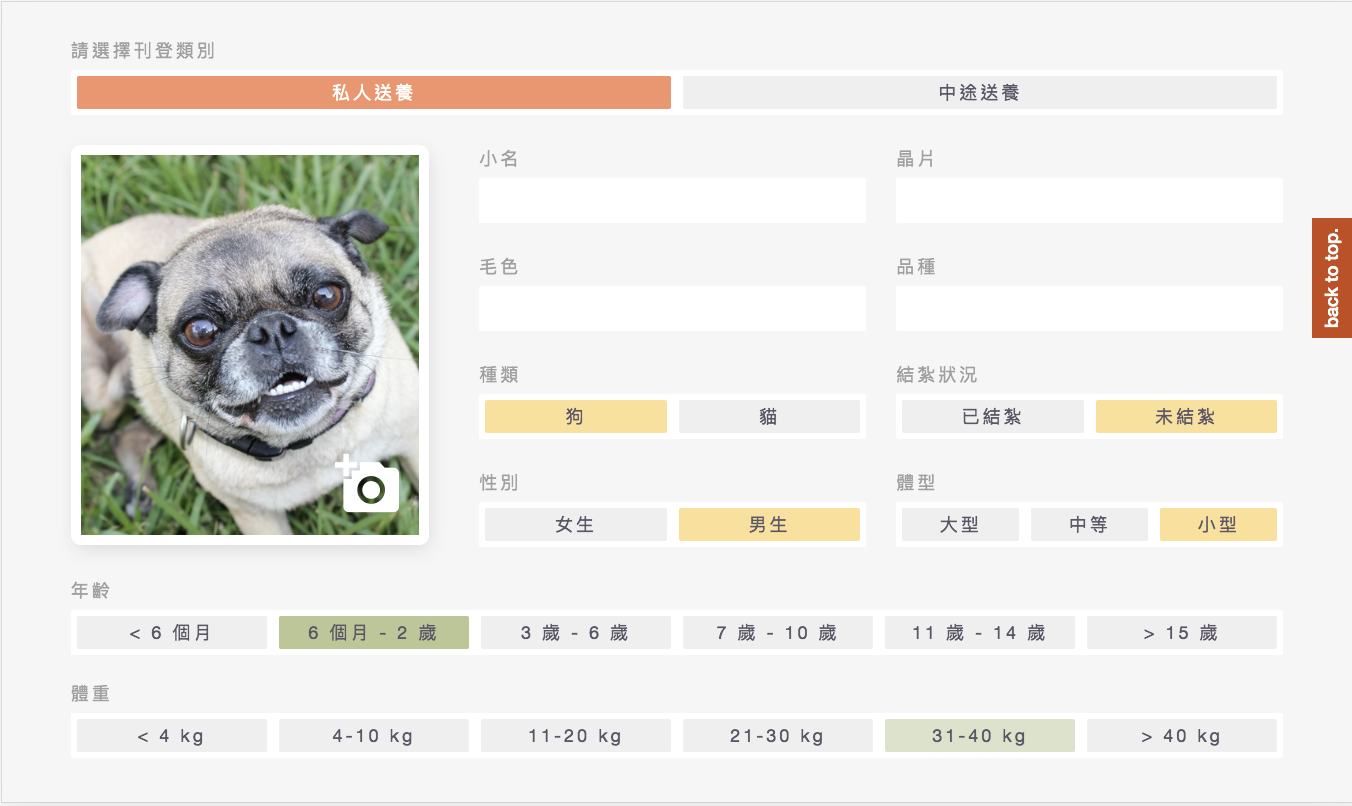 請選擇刊登類別
私人送養 中途送養
小名 晶片
毛色 品種
種類 結紮狀況
狗 貓 已結紮 未結紮
性別 體型
女生 男生 大型 中等 小型
年齡
< 6 個月 6 個月 - 2 歲 3 歲 - 6 歲 7 歲 - 10 歲 11 歲 - 14 歲 > 15 歲
體重
< 4 kg 4-10 kg 11-20 kg 21-30 kg 31-40 kg > 40 kg
back to top.